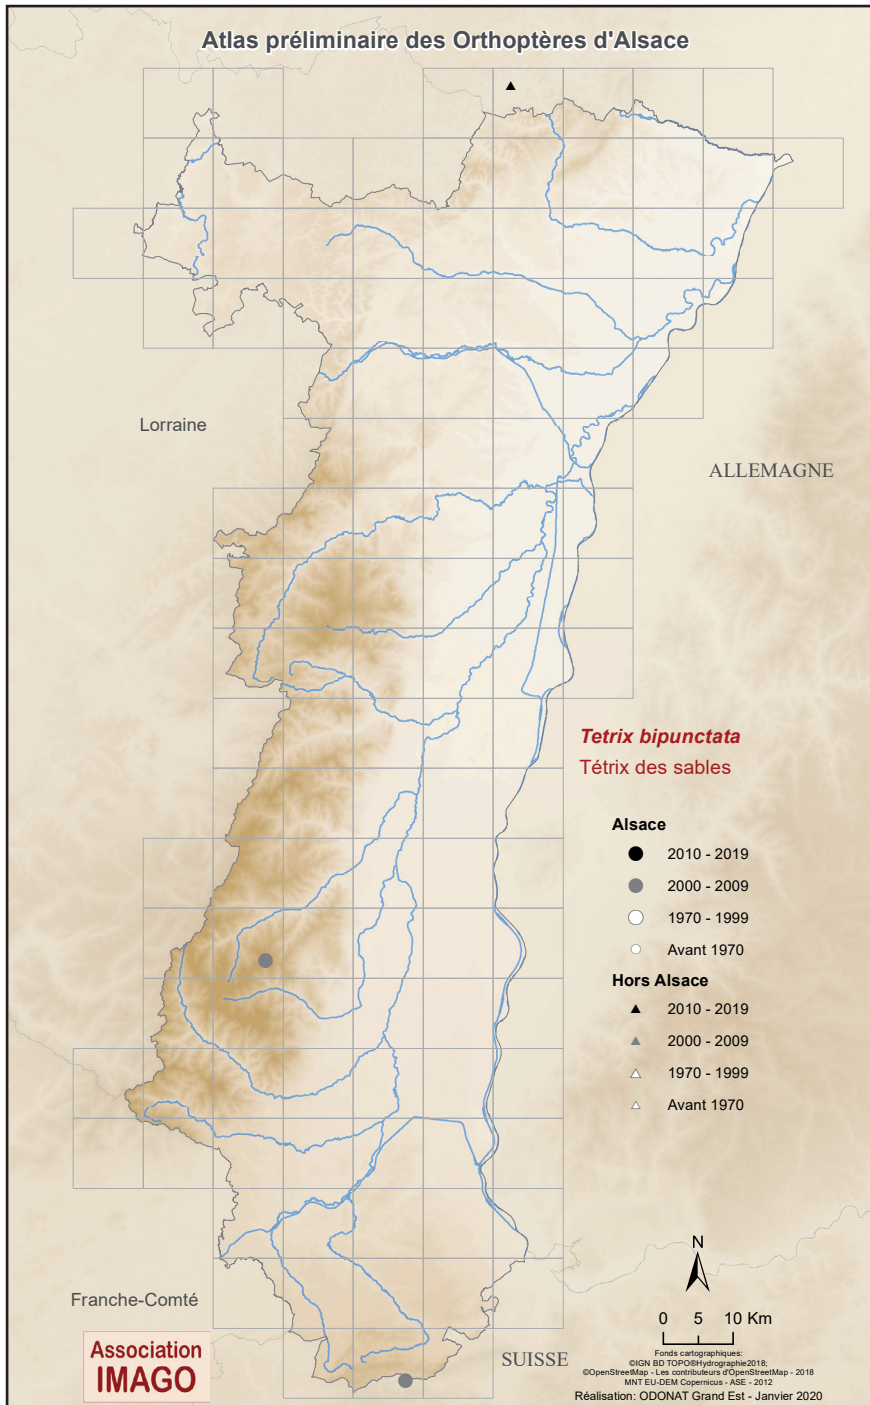 Atlas préliminaire des Orthoptères d'Alsace
Lorraine
ALLEMAGNE
Tetrix bipunctata
Tétrix des sables
Alsace
2010 - 2019
2000 - 2009
1970 - 1999
Avant 1970
Hors Alsace
2010 - 2019
2000 - 2009
1970 - 1999
Avant 1970
N
Franche-Comté
0 5 10 Km
Association
IMAGO
SUISSE
Fonds cartographiques:
©IGN BD TOPO®Hydrographie2018;
©OpenStreetMap - Les contributeurs d'OpenStreetMap - 2018
MNT EU-DEM Copernicus - ASE - 2012
Réalisation: ODONAT Grand Est - Janvier 2020